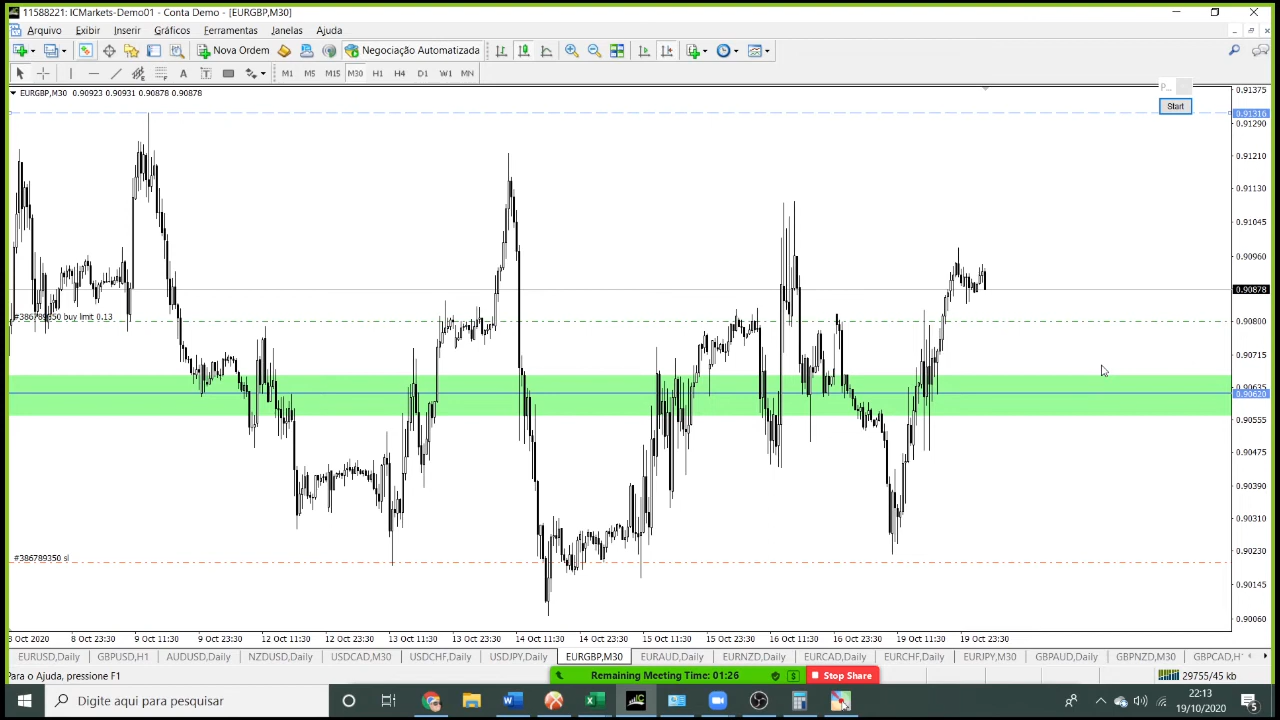 11588221: ICMarkets-Demo01 - Conta Demo - [EURGBP,M30]
Arquivo Exibir Inserir Gráficos Ferramentas Janelas Ajuda
Nova Ordem Negociação Automatizada
A T M1 M5 M15 M30 H1 H4 D1 W1 MN
EURGBP,M30 0.90923 0.90931 0.90878 0.90878
P...
Start
0.91375
0.91316
0.91290
0.91210
0.91130
0.91045
0.90960
0.90878
#386789350 buy limit 0.13
0.90800
0.90715
0.90635
0.90620
0.90555
0.90475
0.90390
0.90310
#386789350 sl
0.90230
0.90145
0.90060
8 Oct 2020 8 Oct 23:30 9 Oct 11:30 9 Oct 23:30 12 Oct 11:30 12 Oct 23:30 13 Oct 11:30 13 Oct 23:30 14 Oct 11:30 14 Oct 23:30 15 Oct 11:30 15 Oct 23:30 16 Oct 11:30 16 Oct 23:30 19 Oct 11:30 19 Oct 23:30
EURUSD,Daily GBPUSD,H1 AUDUSD,Daily NZDUSD,Daily USDCAD,M30 USDCHF,Daily USDJPY,Daily EURGBP,M30 EURAUD,Daily EURNZD,Daily EURCAD,Daily EURCHF,Daily EURJPY,M30 GBPAUD,Daily GBPNZD,M30 GBPCAD,H
Para o Ajuda, pressione F1
Remaining Meeting Time: 01:26
Stop Share
29755/45 kb
Digite aqui para pesquisar
22:13
19/10/2020
5